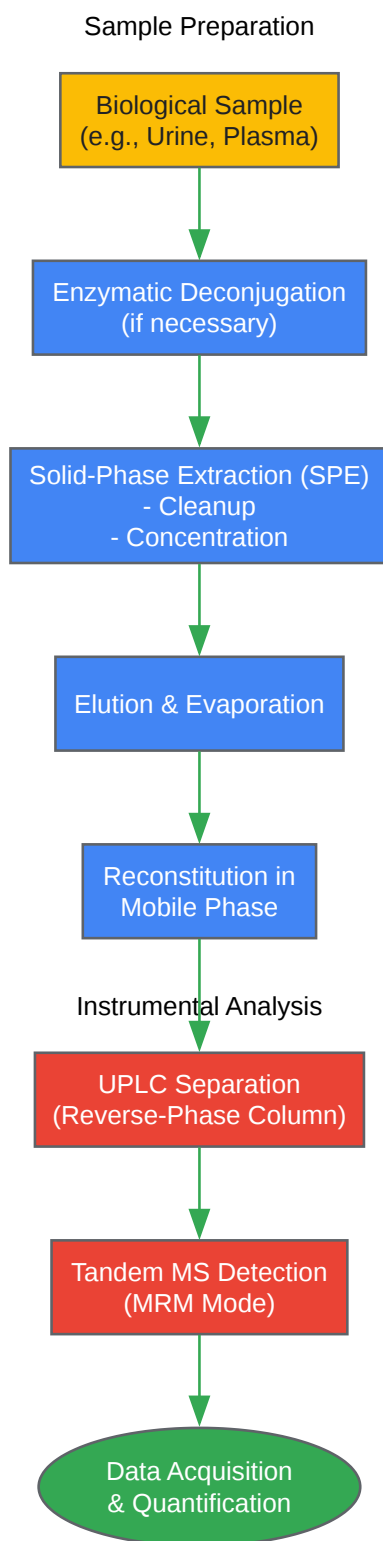 Sample Preparation
Biological Sample
(e.g., Urine, Plasma)
Enzymatic Deconjugation
(if necessary)
Solid-Phase Extraction (SPE)
- Cleanup
- Concentration
Elution & Evaporation
Reconstitution in
Mobile Phase
Instrumental Analysis
UPLC Separation
(Reverse-Phase Column)
Tandem MS Detection
(MRM Mode)
Data Acquisition
& Quantification